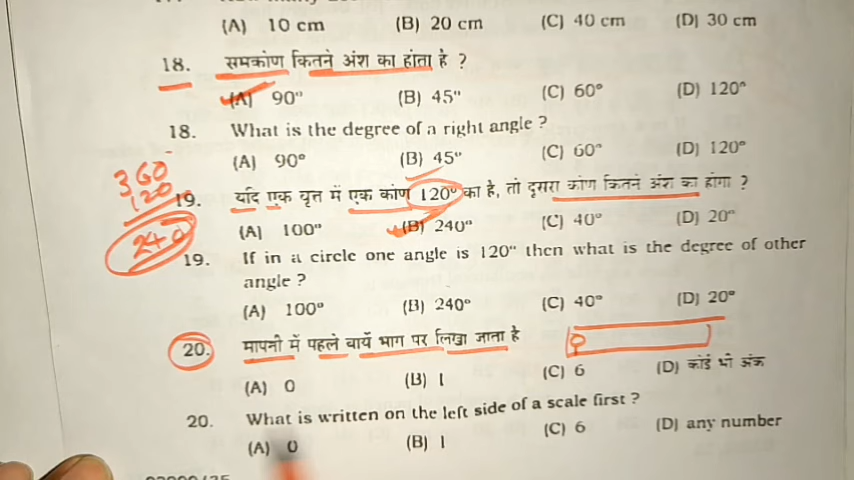 (A) 10 cm (B) 20 cm (C) 40 cm (D) 30 cm
18. समकोण कितने अंश का होता है ?
(A) 90° (B) 45° (C) 60° (D) 120°
18. What is the degree of a right angle ?
(A) 90° (B) 45° (C) 60° (D) 120°
360
120
240
19. यदि एक वृत्त में एक कोण 120° का है, तो दूसरा कोण कितने अंश का होगा ?
(A) 100° (B) 240° (C) 40° (D) 20°
19. If in a circle one angle is 120° then what is the degree of other
angle ?
(A) 100° (B) 240° (C) 40° (D) 20°
20. मापनी में पहले बायें भाग पर लिखा जाता है
(A) 0 (B) 1 (C) 6 (D) कोई भी अंक
20. What is written on the left side of a scale first ?
(A) 0 (B) 1 (C) 6 (D) any number